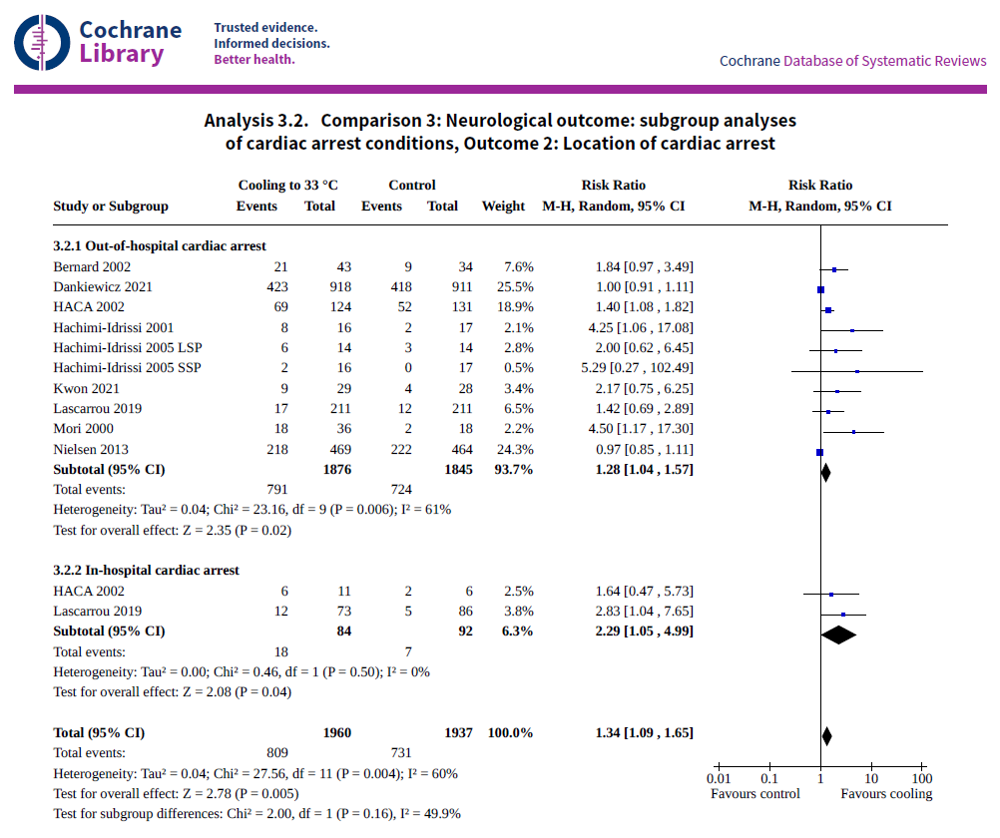 Cochrane
Library
Trusted evidence.
Informed decisions.
Better health.
Cochrane Database of Systematic Reviews
Analysis 3.2. Comparison 3: Neurological outcome: subgroup analyses
of cardiac arrest conditions, Outcome 2: Location of cardiac arrest
Cooling to 33 °C Control Risk Ratio Risk Ratio
Study or Subgroup Events Total Events Total Weight M-H, Random, 95% CI M-H, Random, 95% CI
3.2.1 Out-of-hospital cardiac arrest
Bernard 2002 21 43 9 34 7.6% 1.84 [0.97 , 3.49]
Dankiewicz 2021 423 918 418 911 25.5% 1.00 [0.91 , 1.11]
HACA 2002 69 124 52 131 18.9% 1.40 [1.08 , 1.82]
Hachimi-Idrissi 2001 8 16 2 17 2.1% 4.25 [1.06 , 17.08]
Hachimi-Idrissi 2005 LSP 6 14 3 14 2.8% 2.00 [0.62 , 6.45]
Hachimi-Idrissi 2005 SSP 2 16 0 17 0.5% 5.29 [0.27 , 102.49]
Kwon 2021 9 29 4 28 3.4% 2.17 [0.75 , 6.25]
Lascarrou 2019 17 211 12 211 6.5% 1.42 [0.69 , 2.89]
Mori 2000 18 36 2 18 2.2% 4.50 [1.17 , 17.30]
Nielsen 2013 218 469 222 464 24.3% 0.97 [0.85 , 1.11]
Subtotal (95% CI) 1876 1845 93.7% 1.28 [1.04 , 1.57]
Total events: 791 724
Heterogeneity: Tau² = 0.04; Chi² = 23.16, df = 9 (P = 0.006); I² = 61%
Test for overall effect: Z = 2.35 (P = 0.02)
3.2.2 In-hospital cardiac arrest
HACA 2002 6 11 2 6 2.5% 1.64 [0.47 , 5.73]
Lascarrou 2019 12 73 5 86 3.8% 2.83 [1.04 , 7.65]
Subtotal (95% CI) 84 92 6.3% 2.29 [1.05 , 4.99]
Total events: 18 7
Heterogeneity: Tau² = 0.00; Chi² = 0.46, df = 1 (P = 0.50); I² = 0%
Test for overall effect: Z = 2.08 (P = 0.04)
Total (95% CI) 1960 1937 100.0% 1.34 [1.09 , 1.65]
Total events: 809 731
Heterogeneity: Tau² = 0.04; Chi² = 27.56, df = 11 (P = 0.004); I² = 60%
Test for overall effect: Z = 2.78 (P = 0.005)
Test for subgroup differences: Chi² = 2.00, df = 1 (P = 0.16), I² = 49.9%
0.01 0.1 1 10 100
Favours control Favours cooling